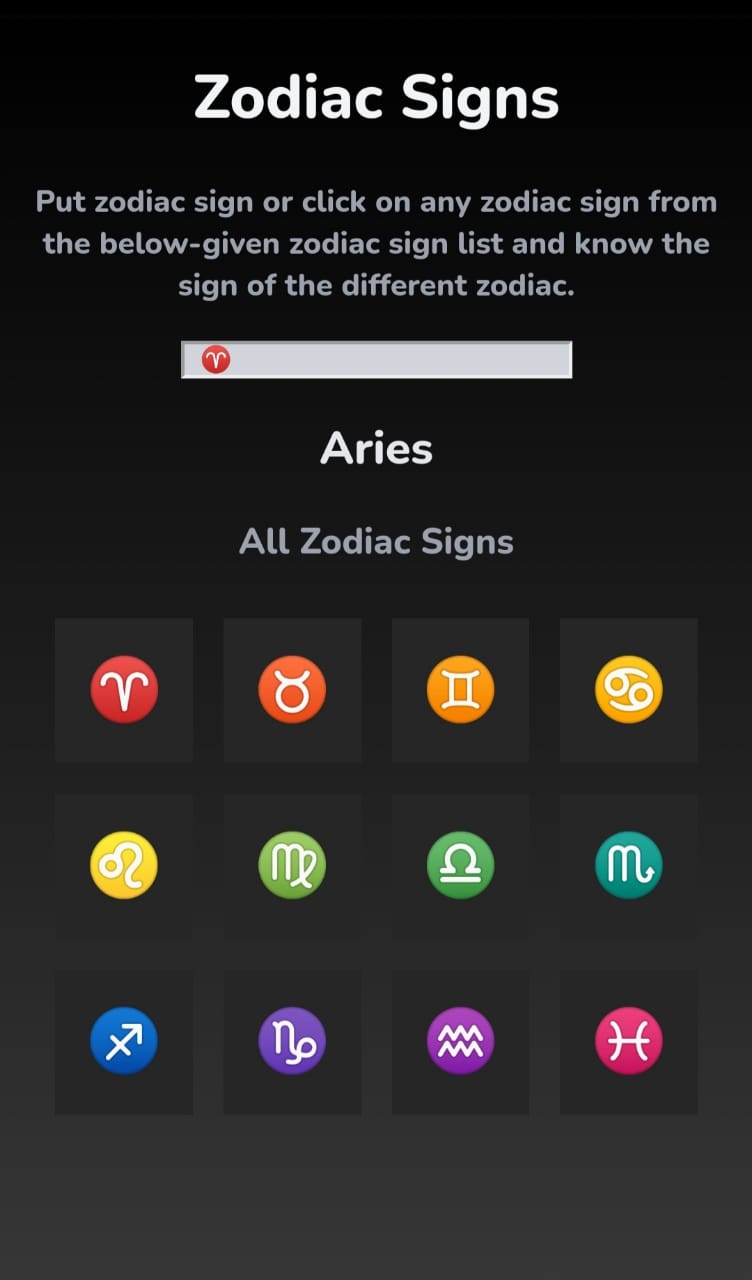 Zodiac Signs
Put zodiac sign or click on any zodiac sign from
the below-given zodiac sign list and know the
sign of the different zodiac.
♈
Aries
All Zodiac Signs
♈ ♉ ♊ ♋
♌ ♍ ♎ ♏
♐ ♑ ♒ ♓